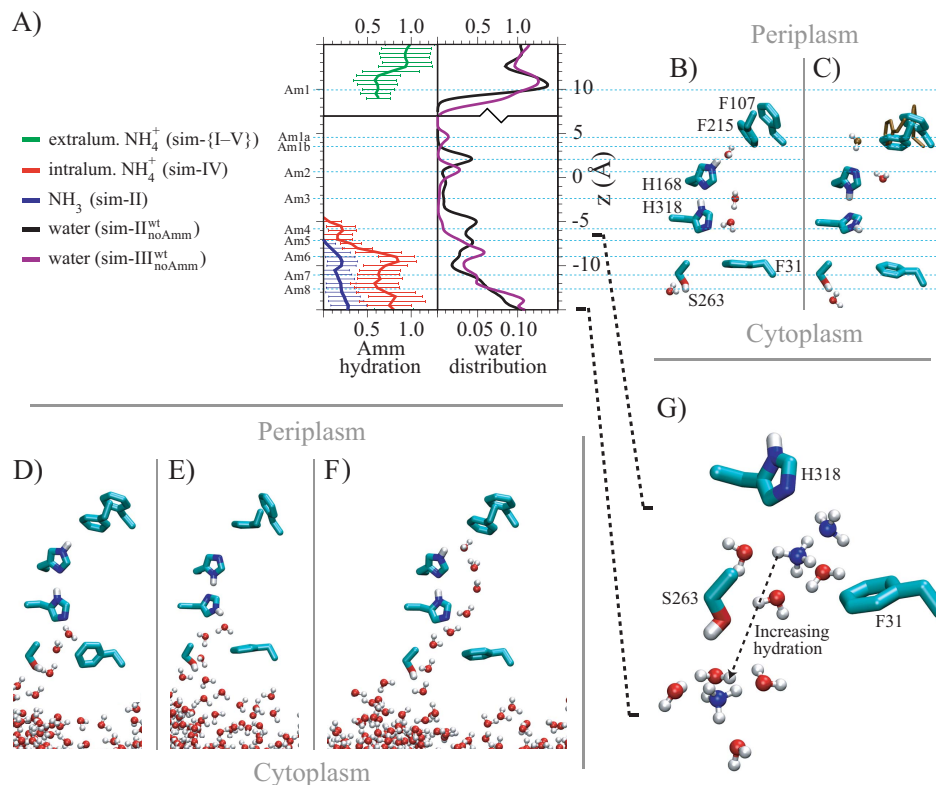 A)
0.5 1.0 0.5 1.0
extralum. NH4+ (sim-{I–V})
intralum. NH4+ (sim-IV)
NH3 (sim-II)
water (sim-IIwtnoAmm)
water (sim-IIIwtnoAmm)
Am1
Am1a
Am1b
Am2
Am3
Am4
Am5
Am6
Am7
Am8
10
5
0
-5
-10
z (Å)
0.5 1.0 0.05 0.10
Amm
hydration
water
distribution
Periplasm
B)
C)
F107
F215
H168
H318
F31
S263
Cytoplasm
Periplasm
D)
E)
F)
Cytoplasm
G)
H318
S263
F31
Increasing
hydration